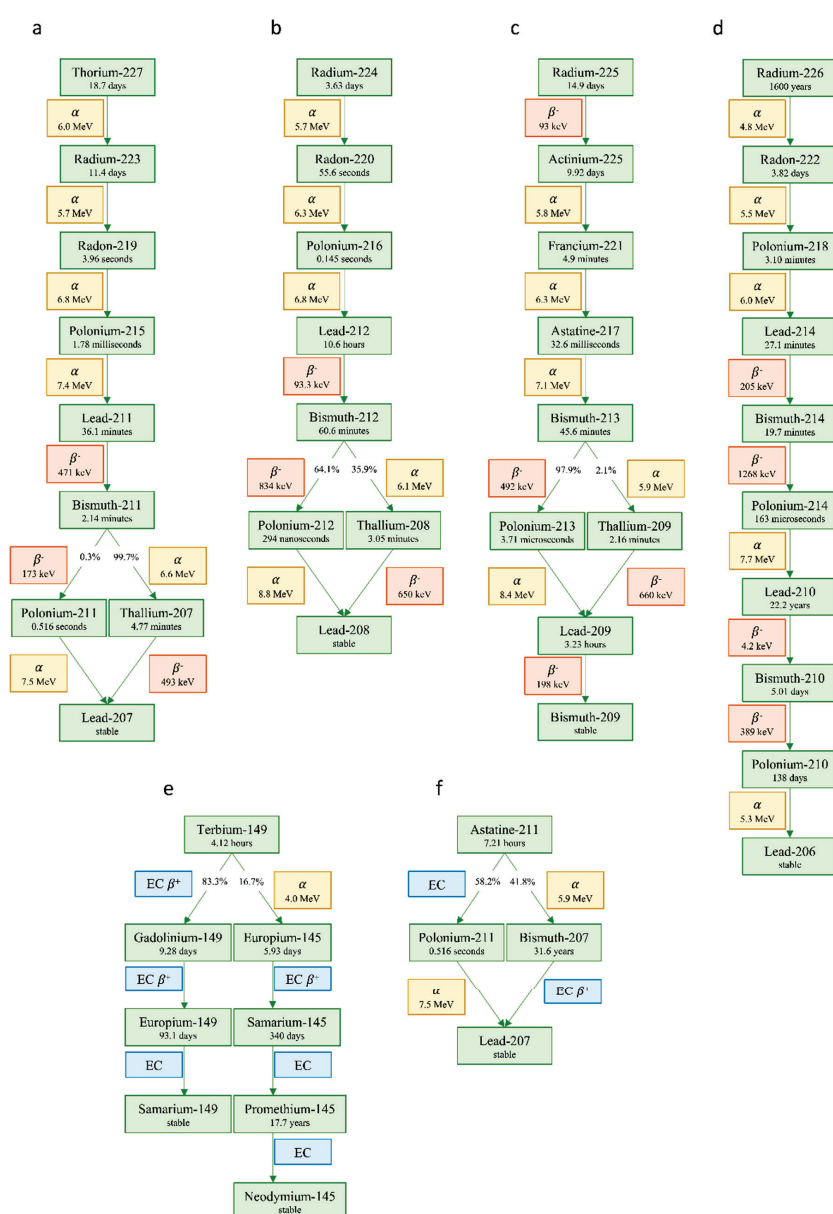 a
Thorium-227
18.7 days
α
6.0 MeV
Radium-223
11.4 days
α
5.7 MeV
Radon-219
3.96 seconds
α
6.8 MeV
Polonium-215
1.78 milliseconds
α
7.4 MeV
Lead-211
36.1 minutes
β-
471 keV
Bismuth-211
2.14 minutes
β-
173 keV
0.3%
99.7%
α
6.6 MeV
Polonium-211
0.516 seconds
Thallium-207
4.77 minutes
α
7.5 MeV
β-
493 keV
Lead-207
stable
b
Radium-224
3.63 days
α
5.7 MeV
Radon-220
55.6 seconds
α
6.3 MeV
Polonium-216
0.145 seconds
α
6.8 MeV
Lead-212
10.6 hours
β-
93.3 keV
Bismuth-212
60.6 minutes
β-
834 keV
64.1%
35.9%
α
6.1 MeV
Polonium-212
294 nanoseconds
Thallium-208
3.05 minutes
α
8.8 MeV
β-
650 keV
Lead-208
stable
c
Radium-225
14.9 days
β-
93 keV
Actinium-225
9.92 days
α
5.8 MeV
Francium-221
4.9 minutes
α
6.3 MeV
Astatine-217
32.6 milliseconds
α
7.1 MeV
Bismuth-213
45.6 minutes
β-
492 keV
97.9%
2.1%
α
5.9 MeV
Polonium-213
3.71 microseconds
Thallium-209
2.16 minutes
α
8.4 MeV
β-
660 keV
Lead-209
3.23 hours
β-
198 keV
Bismuth-209
stable
d
Radium-226
1600 years
α
4.8 MeV
Radon-222
3.82 days
α
5.5 MeV
Polonium-218
3.10 minutes
α
6.0 MeV
Lead-214
27.1 minutes
β-
205 keV
Bismuth-214
19.7 minutes
β-
1268 keV
Polonium-214
163 microseconds
α
7.7 MeV
Lead-210
22.2 years
β-
4.2 keV
Bismuth-210
5.01 days
β-
389 keV
Polonium-210
138 days
α
5.3 MeV
Lead-206
stable
e
Terbium-149
4.12 hours
EC β+
83.3%
16.7%
α
4.0 MeV
Gadolinium-149
9.28 days
Europium-145
5.93 days
EC β+
EC β+
Europium-149
93.1 days
Samarium-145
340 days
EC
EC
Samarium-149
stable
Promethium-145
17.7 years
EC
Neodymium-145
stable
f
Astatine-211
7.21 hours
EC
58.2%
41.8%
α
5.9 MeV
Polonium-211
0.516 seconds
Bismuth-207
31.6 years
α
7.5 MeV
EC β+
Lead-207
stable